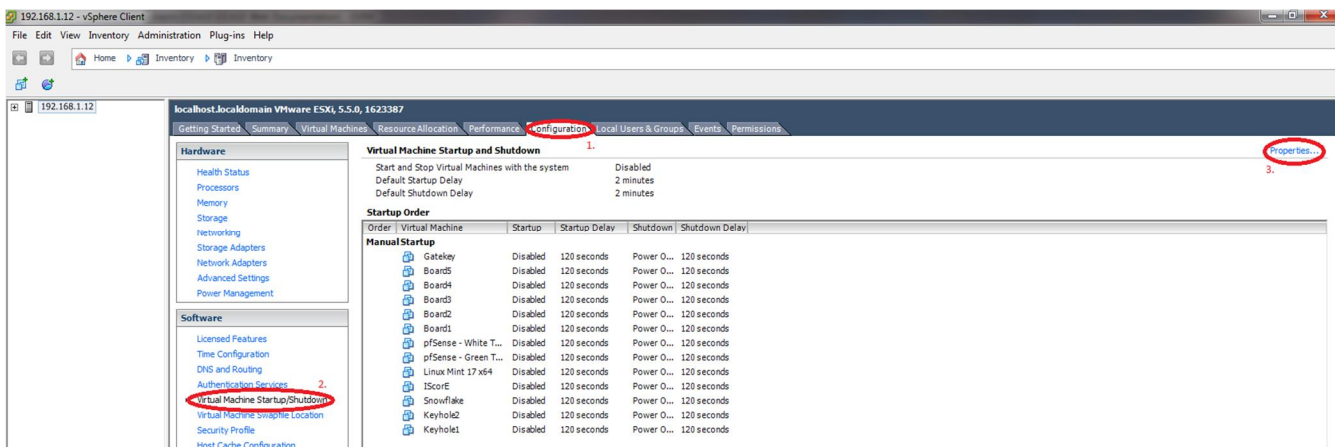 192.168.1.12 - vSphere Client
File Edit View Inventory Administration Plug-ins Help
Home Inventory Inventory
192.168.1.12
localhost.localdomain VMware ESXi, 5.5.0, 1623387
Getting Started Summary Virtual Machines Resource Allocation Performance Configuration Local Users & Groups Events Permissions
1.
Hardware
Health Status
Processors
Memory
Storage
Networking
Storage Adapters
Network Adapters
Advanced Settings
Power Management
Software
Licensed Features
Time Configuration
DNS and Routing
Authentication Services 2.
Virtual Machine Startup/Shutdown
Virtual Machine Swapfile Location
Security Profile
Host Cache Configuration
Virtual Machine Startup and Shutdown
Properties...
3.
Start and Stop Virtual Machines with the system Disabled
Default Startup Delay 2 minutes
Default Shutdown Delay 2 minutes
Startup Order
Order Virtual Machine Startup Startup Delay Shutdown Shutdown Delay
Manual Startup
Gatekey Disabled 120 seconds Power O... 120 seconds
Board5 Disabled 120 seconds Power O... 120 seconds
Board4 Disabled 120 seconds Power O... 120 seconds
Board3 Disabled 120 seconds Power O... 120 seconds
Board2 Disabled 120 seconds Power O... 120 seconds
Board1 Disabled 120 seconds Power O... 120 seconds
pfSense - White T... Disabled 120 seconds Power O... 120 seconds
pfSense - Green T... Disabled 120 seconds Power O... 120 seconds
Linux Mint 17 x64 Disabled 120 seconds Power O... 120 seconds
IScorE Disabled 120 seconds Power O... 120 seconds
Snowflake Disabled 120 seconds Power O... 120 seconds
Keyhole2 Disabled 120 seconds Power O... 120 seconds
Keyhole1 Disabled 120 seconds Power O... 120 seconds